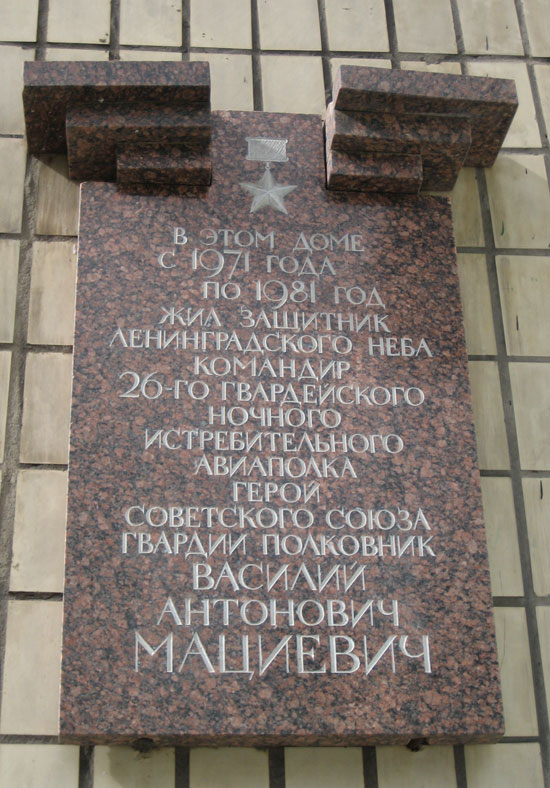 В ЭТОМ ДОМЕ
С 1971 ГОДА
ПО 1981 ГОД
ЖИЛ ЗАЩИТНИК
ЛЕНИНГРАДСКОГО НЕБА
КОМАНДИР
26-ГО ГВАРДЕЙСКОГО
НОЧНОГО
ИСТРЕБИТЕЛЬНОГО
АВИАПОЛКА
ГЕРОЙ
СОВЕТСКОГО СОЮЗА
ГВАРДИИ ПОЛКОВНИК
ВАСИЛИЙ
АНТОНОВИЧ
МАЦИЕВИЧ